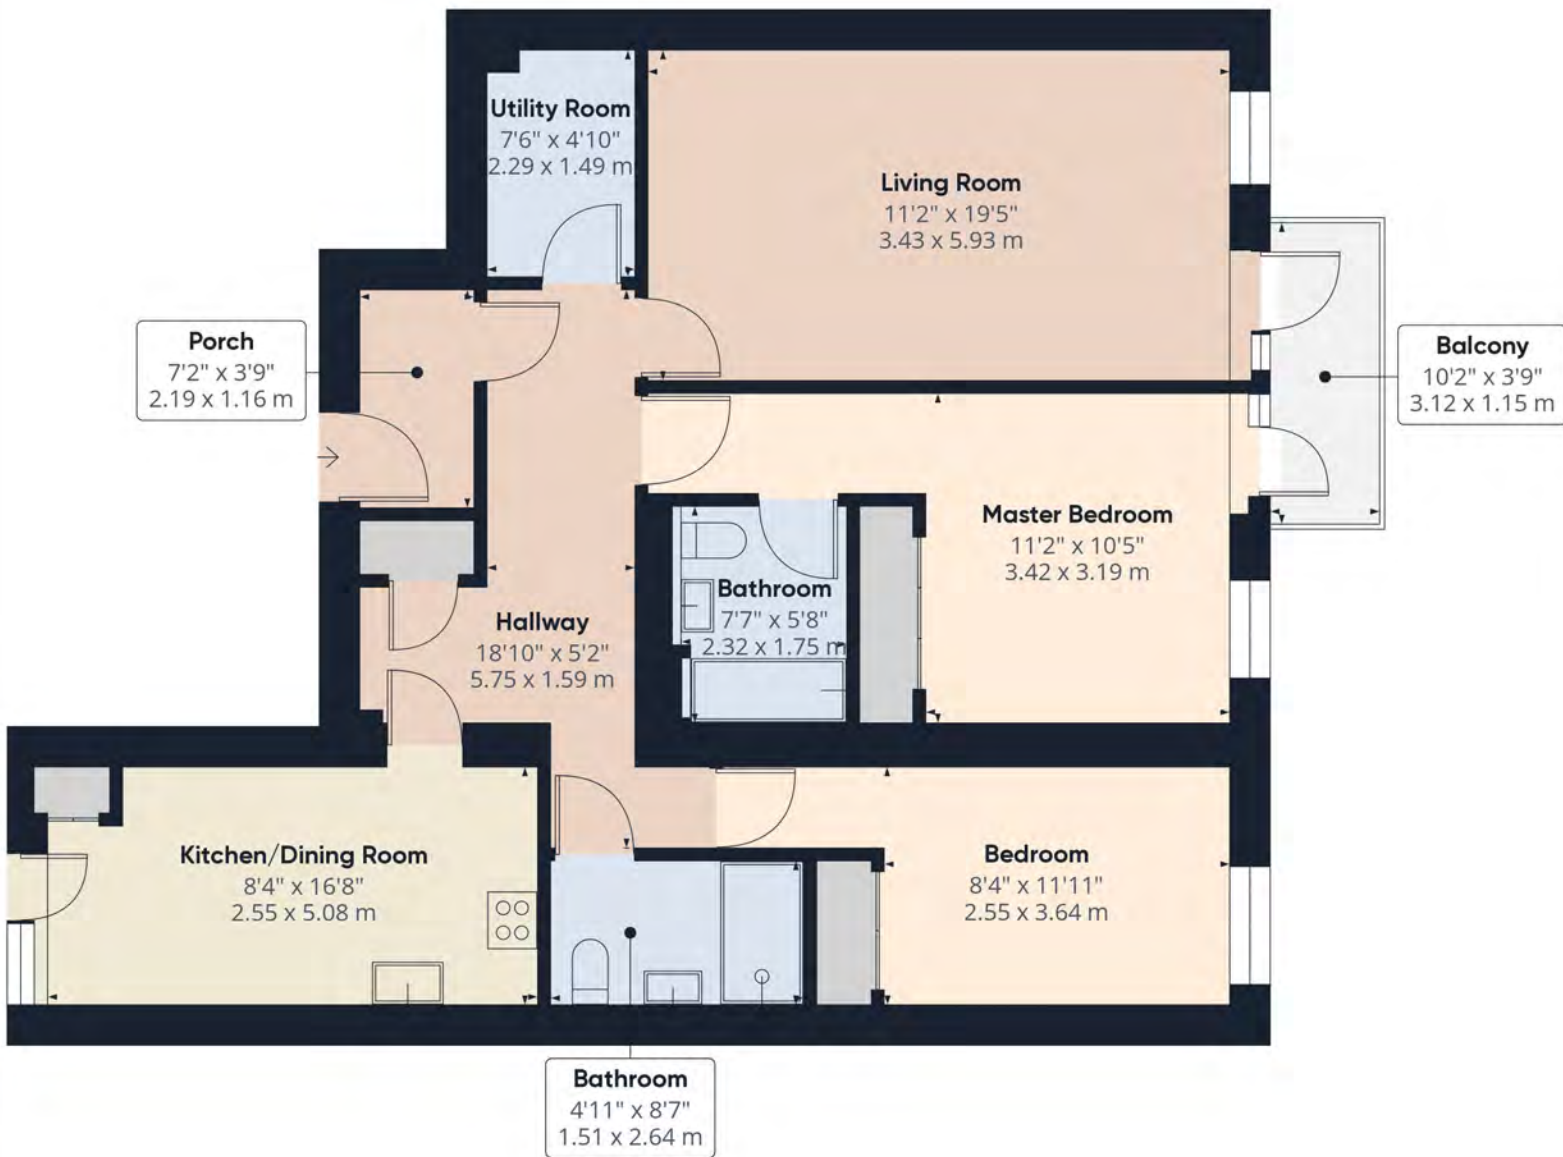 Utility Room
7'6" x 4'10"
2.29 x 1.49 m
Living Room
11'2" x 19'5"
3.43 x 5.93 m
Porch
7'2" x 3'9"
2.19 x 1.16 m
Balcony
10'2" x 3'9"
3.12 x 1.15 m
Master Bedroom
11'2" x 10'5"
3.42 x 3.19 m
Bathroom
7'7" x 5'8"
2.32 x 1.75 m
Hallway
18'10" x 5'2"
5.75 x 1.59 m
Kitchen/Dining Room
8'4" x 16'8"
2.55 x 5.08 m
Bedroom
8'4" x 11'11"
2.55 x 3.64 m
Bathroom
4'11" x 8'7"
1.51 x 2.64 m